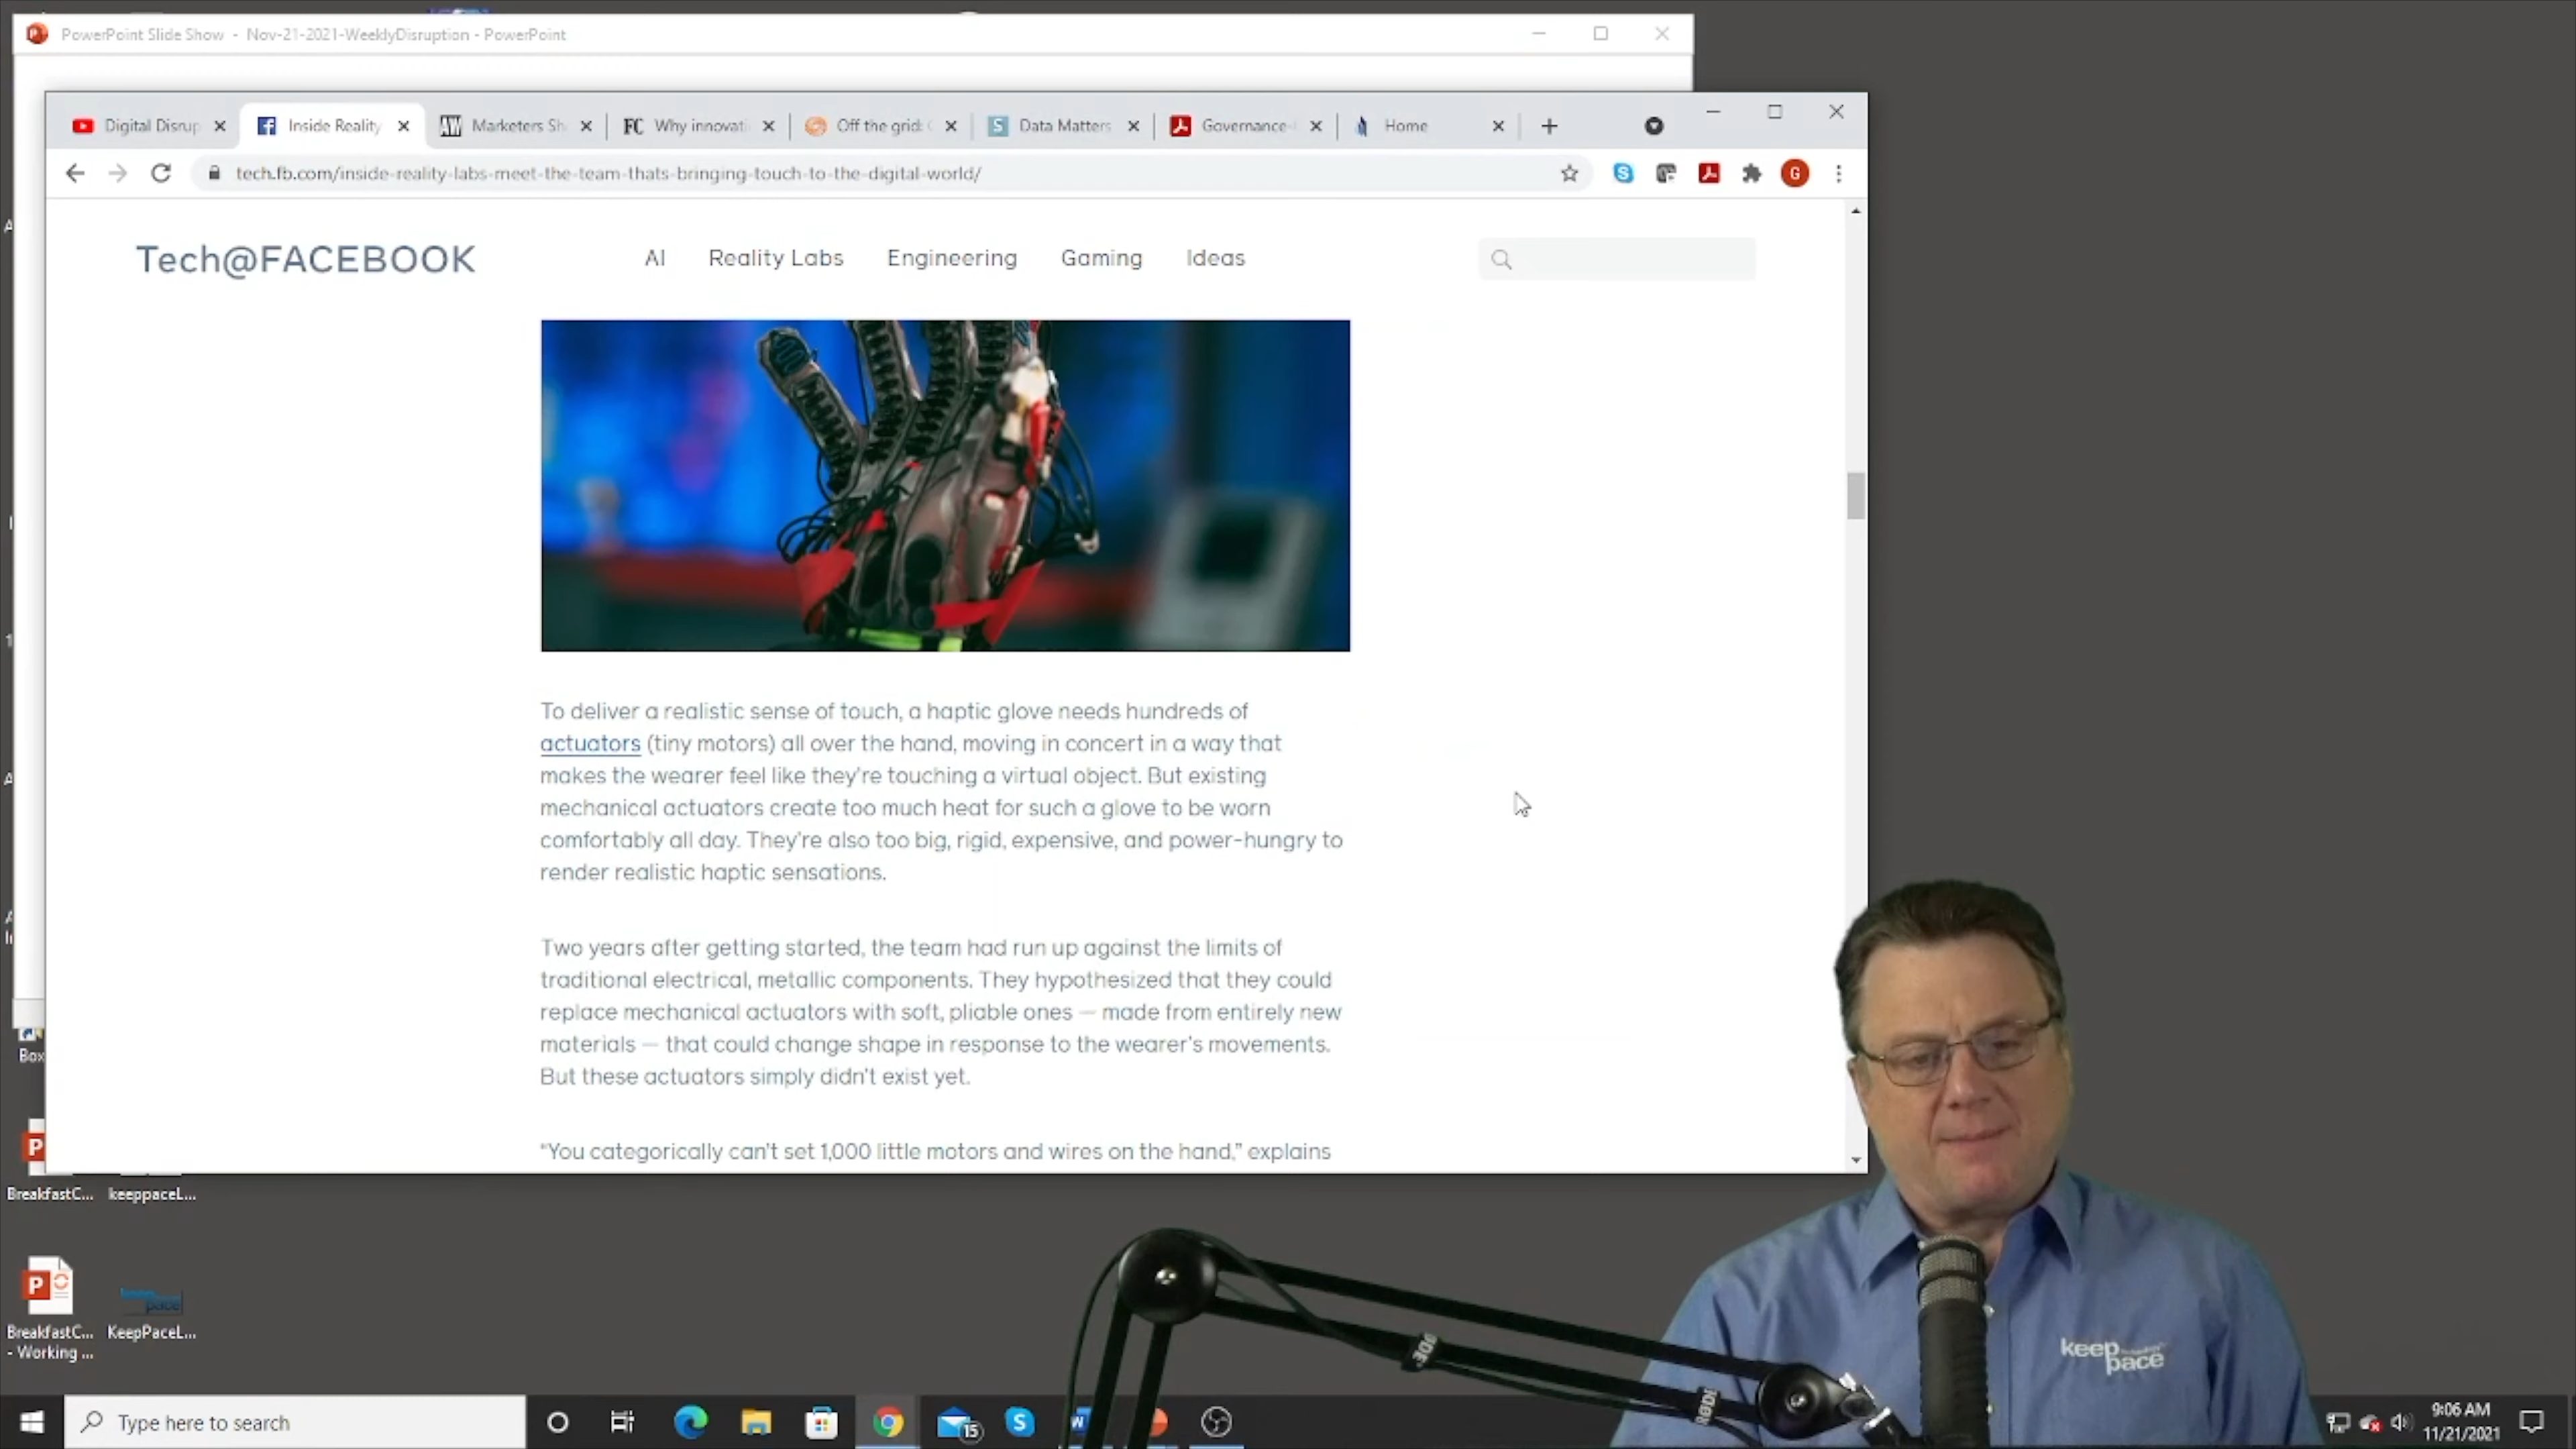 PowerPoint Slide Show - Nov-21-2021-WeeklyDisruption - PowerPoint
Digital Disrup
Inside Reality
Marketers Sh
FC Why innovati
Off the grid:
S Data Matters
Governance-
Home
tech.fb.com/inside-reality-labs-meet-the-team-thats-bringing-touch-to-the-digital-world/
G
Tech@FACEBOOK
AI Reality Labs Engineering Gaming Ideas
To deliver a realistic sense of touch, a haptic glove needs hundreds of
actuators (tiny motors) all over the hand, moving in concert in a way that
makes the wearer feel like they're touching a virtual object. But existing
mechanical actuators create too much heat for such a glove to be worn
comfortably all day. They're also too big, rigid, expensive, and power-hungry to
render realistic haptic sensations.
Two years after getting started, the team had run up against the limits of
traditional electrical, metallic components. They hypothesized that they could
replace mechanical actuators with soft, pliable ones — made from entirely new
materials — that could change shape in response to the wearer's movements.
But these actuators simply didn't exist yet.
"You categorically can't set 1,000 little motors and wires on the hand," explains
Box
BreakfastC... keeppaceL...
keep
pace
BreakfastC... KeepPaceL...
- Working ...
RØDE
keep
pace
Type here to search
15
9:06 AM
11/21/2021